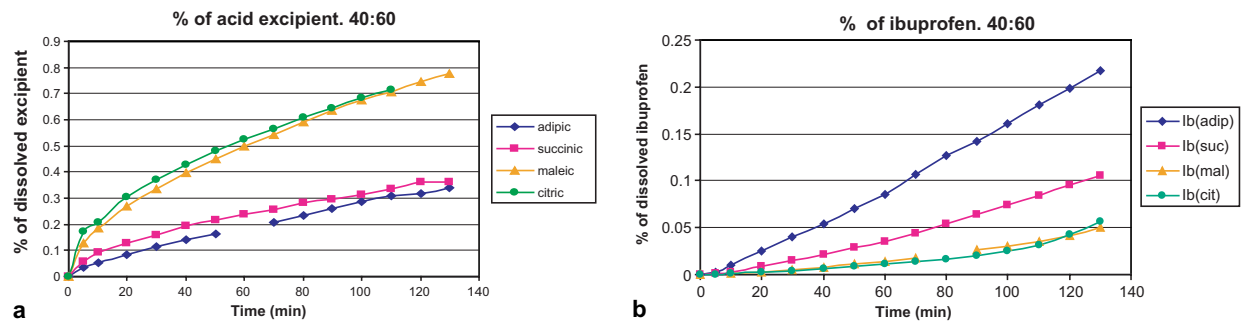 % of acid excipient. 40:60
% of dissolved excipient
0.9
0.8
0.7
0.6
0.5
0.4
0.3
0.2
0.1
0
0 20 40 60 80 100 120 140
Time (min)
adipic
succinic
maleic
citric
a
% of ibuprofen. 40:60
% of dissolved ibuprofen
0.25
0.2
0.15
0.1
0.05
0
0 20 40 60 80 100 120 140
Time (min)
Ib(adip)
Ib(suc)
Ib(mal)
Ib(cit)
b